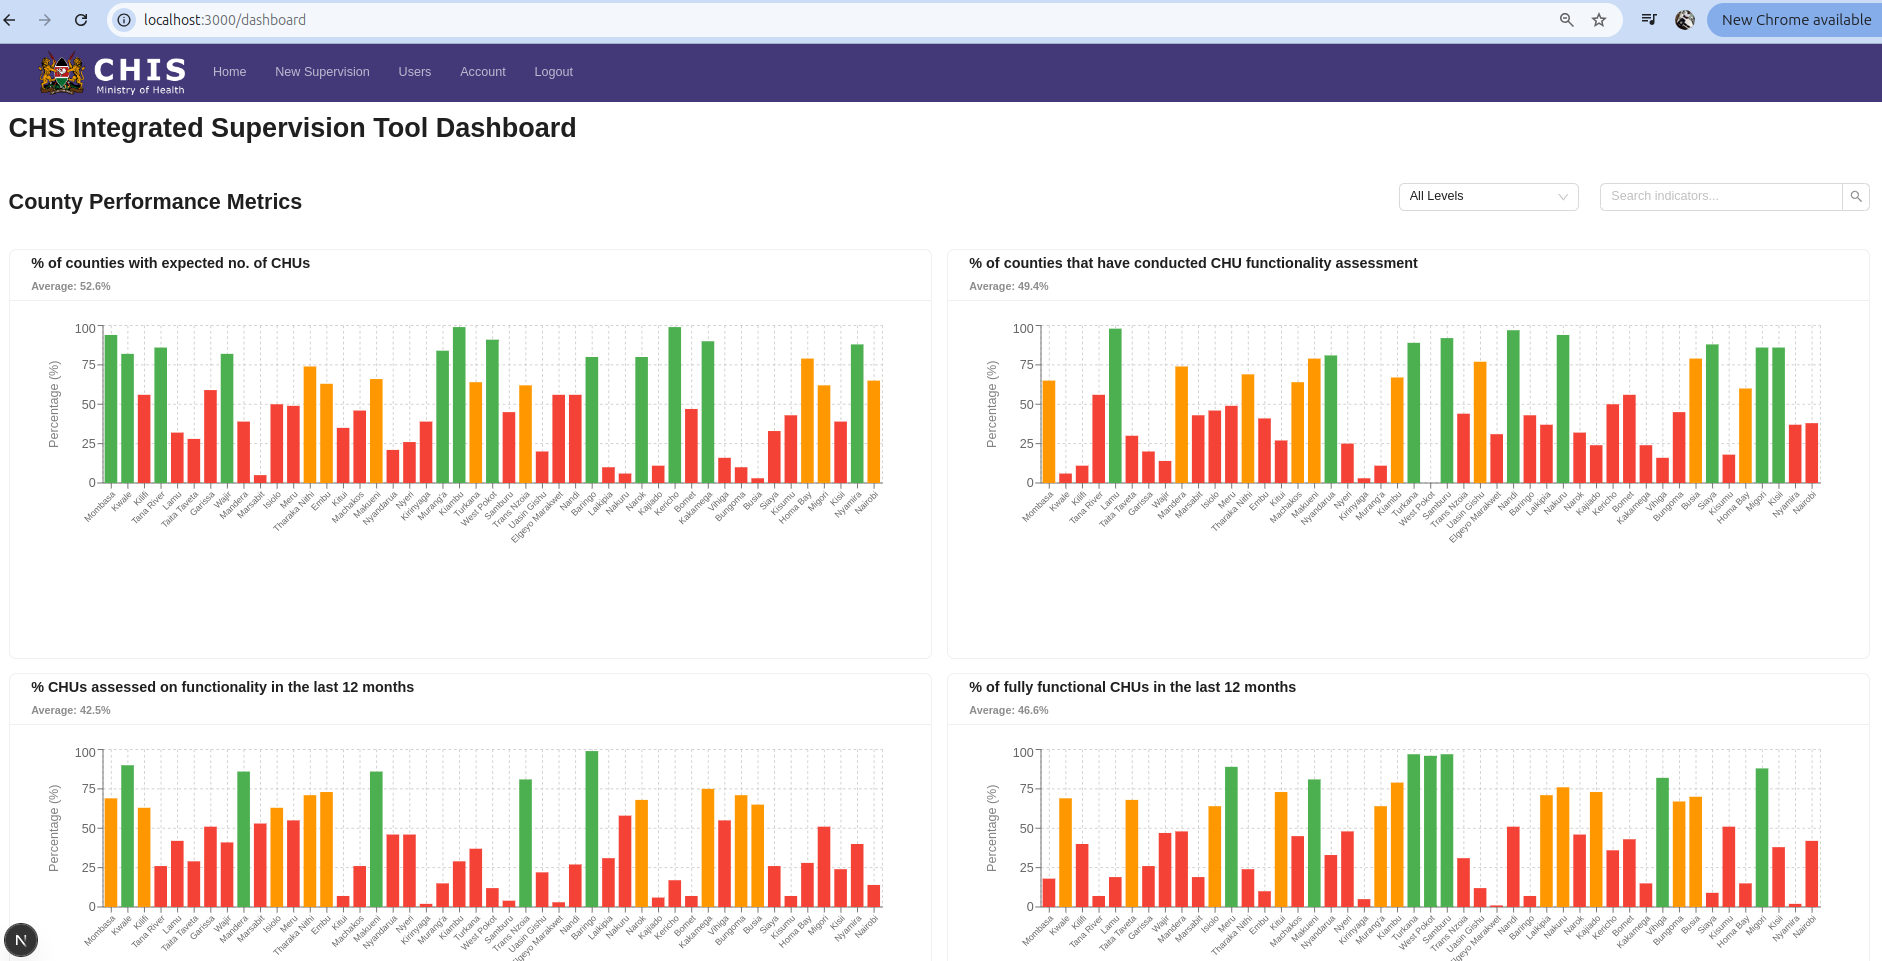 localhost:3000/dashboard
New Chrome available
CHIS
Ministry of Health
Home
New Supervision
Users
Account
Logout
CHS Integrated Supervision Tool Dashboard
County Performance Metrics
All Levels
Search indicators...
% of counties with expected no. of CHUs
Average: 52.6%
Percentage (%)
100
75
50
25
0
Mombasa
Kwale
Kilifi
Tana River
Lamu
Taita Taveta
Garissa
Wajir
Mandera
Marsabit
Isiolo
Meru
Tharaka Nithi
Embu
Kitui
Machakos
Makueni
Nyandarua
Nyeri
Kirinyaga
Murang'a
Kiambu
Turkana
West Pokot
Samburu
Trans Nzoia
Uasin Gishu
Elgeyo Marakwet
Nandi
Baringo
Laikipia
Nakuru
Narok
Kajiado
Kericho
Bomet
Kakamega
Vihiga
Bungoma
Busia
Siaya
Kisumu
Homa Bay
Migori
Kisii
Nyamira
Nairobi
% of counties that have conducted CHU functionality assessment
Average: 49.4%
Percentage (%)
100
75
50
25
0
Mombasa
Kwale
Kilifi
Tana River
Lamu
Taita Taveta
Garissa
Wajir
Mandera
Marsabit
Isiolo
Meru
Tharaka Nithi
Embu
Kitui
Machakos
Makueni
Nyandarua
Nyeri
Kirinyaga
Murang'a
Kiambu
Turkana
West Pokot
Samburu
Trans Nzoia
Uasin Gishu
Elgeyo Marakwet
Nandi
Baringo
Laikipia
Nakuru
Narok
Kajiado
Kericho
Bomet
Kakamega
Vihiga
Bungoma
Busia
Siaya
Kisumu
Homa Bay
Migori
Kisii
Nyamira
Nairobi
% CHUs assessed on functionality in the last 12 months
Average: 42.5%
Percentage (%)
100
75
50
25
0
Mombasa
Kwale
Kilifi
Tana River
Lamu
Taita Taveta
Garissa
Wajir
Mandera
Marsabit
Isiolo
Meru
Tharaka Nithi
Embu
Kitui
Machakos
Makueni
Nyandarua
Nyeri
Kirinyaga
Murang'a
Kiambu
Turkana
West Pokot
Samburu
Trans Nzoia
Uasin Gishu
Elgeyo Marakwet
Nandi
Baringo
Laikipia
Nakuru
Narok
Kajiado
Kericho
Bomet
Kakamega
Vihiga
Bungoma
Busia
Siaya
Kisumu
Homa Bay
Migori
Kisii
Nyamira
Nairobi
% of fully functional CHUs in the last 12 months
Average: 46.6%
Percentage (%)
100
75
50
25
0
Mombasa
Kwale
Kilifi
Tana River
Lamu
Taita Taveta
Garissa
Wajir
Mandera
Marsabit
Isiolo
Meru
Tharaka Nithi
Embu
Kitui
Machakos
Makueni
Nyandarua
Nyeri
Kirinyaga
Murang'a
Kiambu
Turkana
West Pokot
Samburu
Trans Nzoia
Uasin Gishu
Elgeyo Marakwet
Nandi
Baringo
Laikipia
Nakuru
Narok
Kajiado
Kericho
Bomet
Kakamega
Vihiga
Bungoma
Busia
Siaya
Kisumu
Homa Bay
Migori
Kisii
Nyamira
Nairobi
N